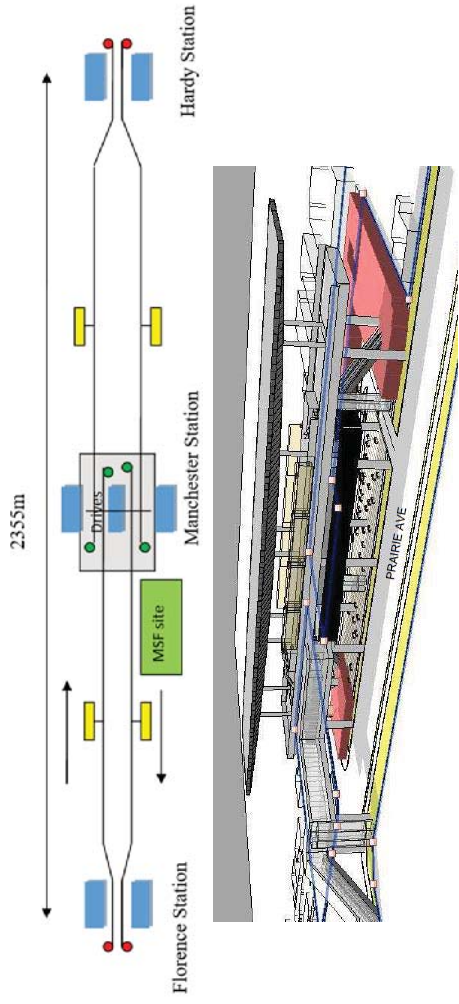 2355m
Florence Station
Manchester Station
Hardy Station
Drives
MSF site
PRAIRIE AVE